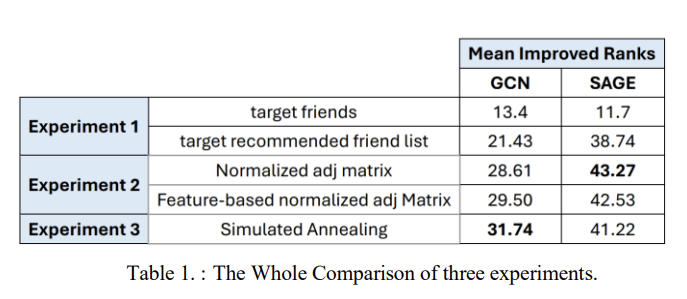 Mean Improved Ranks
GCN SAGE
Experiment 1 target friends 13.4 11.7
target recommended friend list 21.43 38.74
Experiment 2 Normalized adj matrix 28.61 43.27
Feature-based normalized adj Matrix 29.50 42.53
Experiment 3 Simulated Annealing 31.74 41.22
Table 1. : The Whole Comparison of three experiments.